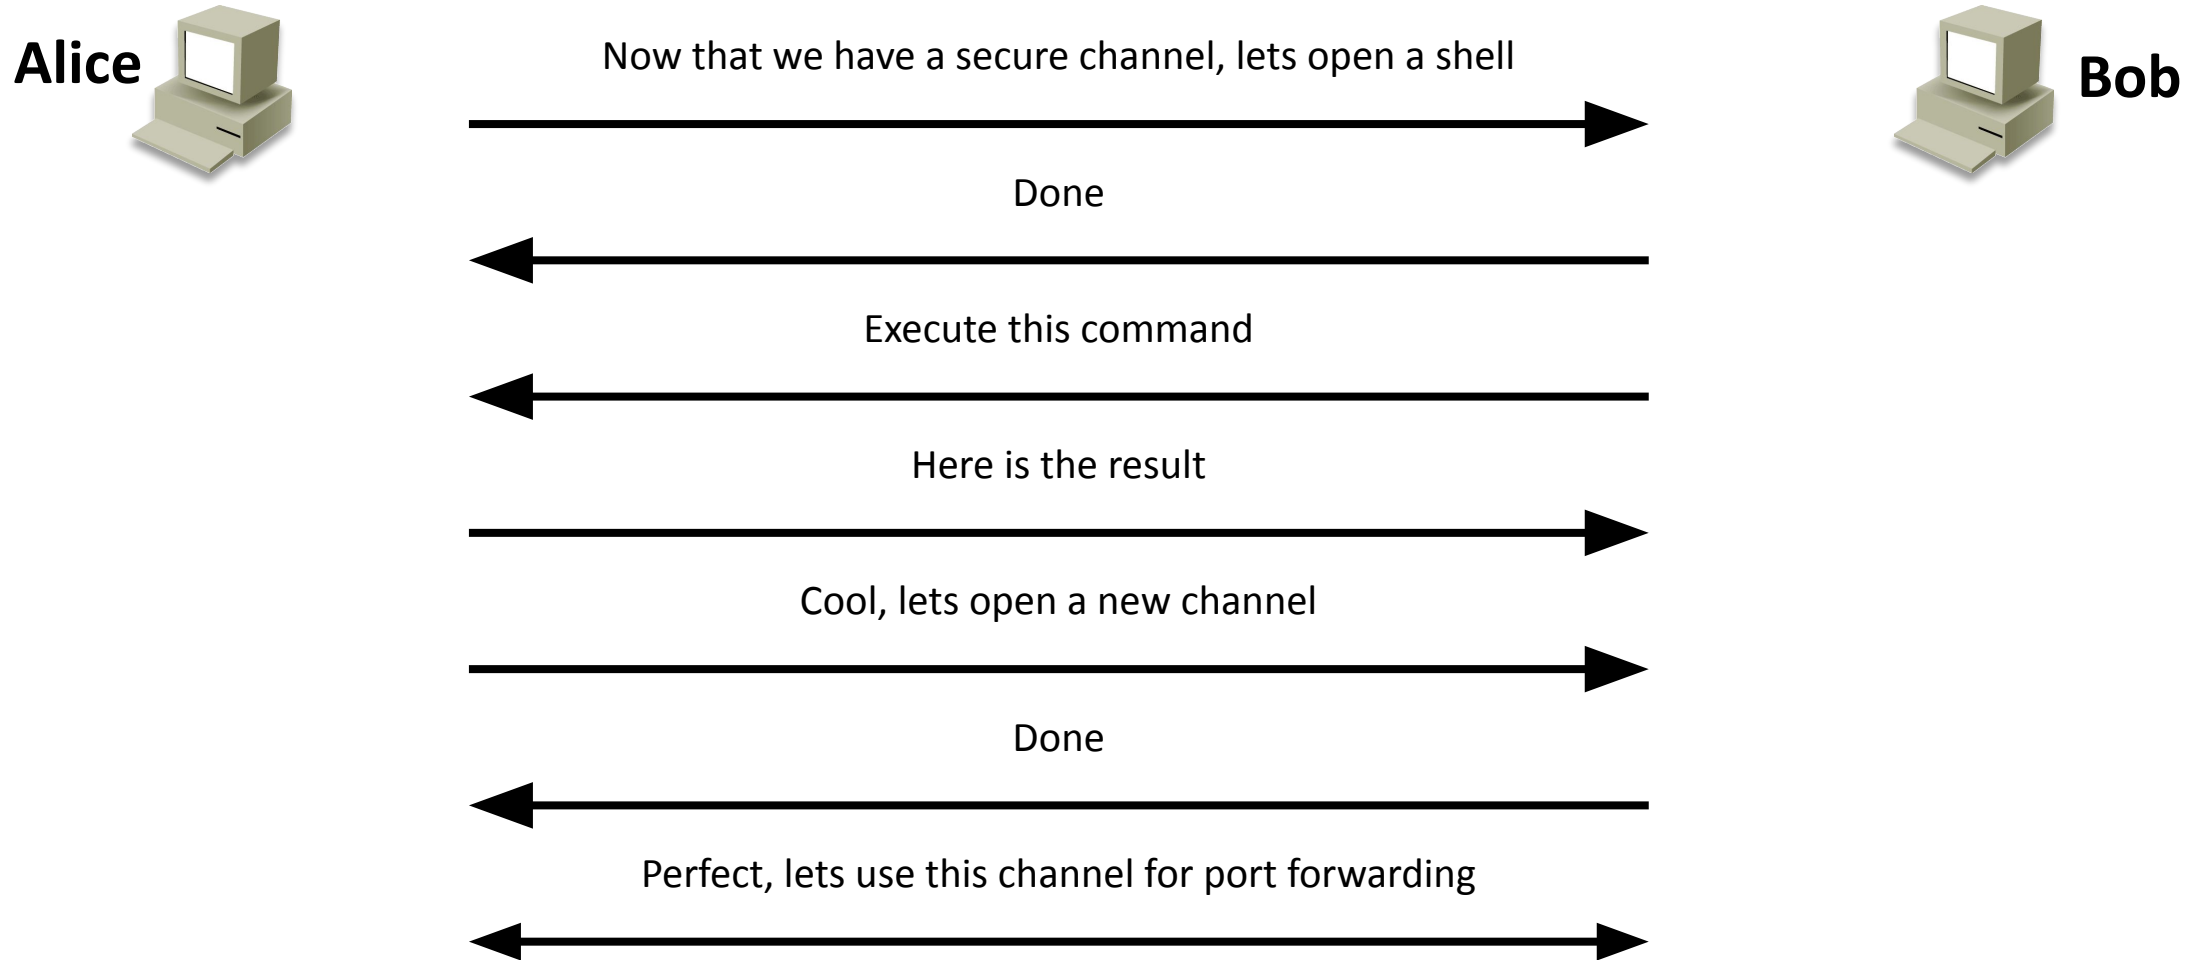 Alice
Bob
Now that we have a secure channel, lets open a shell
Done
Execute this command
Here is the result
Cool, lets open a new channel
Done
Perfect, lets use this channel for port forwarding